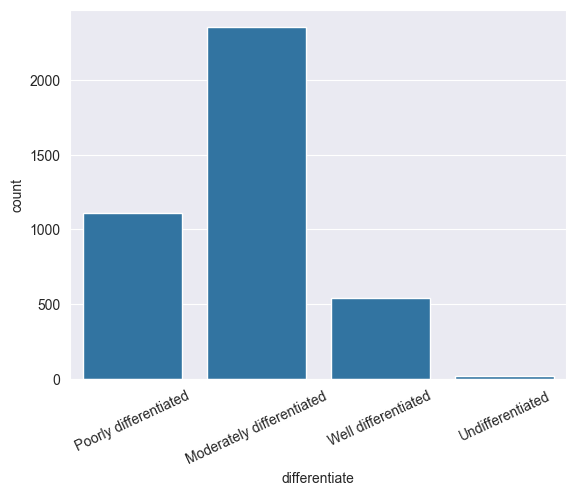 2000
1500
1000
500
0
count
Poorly differentiated
Moderately differentiated
Well differentiated
Undifferentiated
differentiate